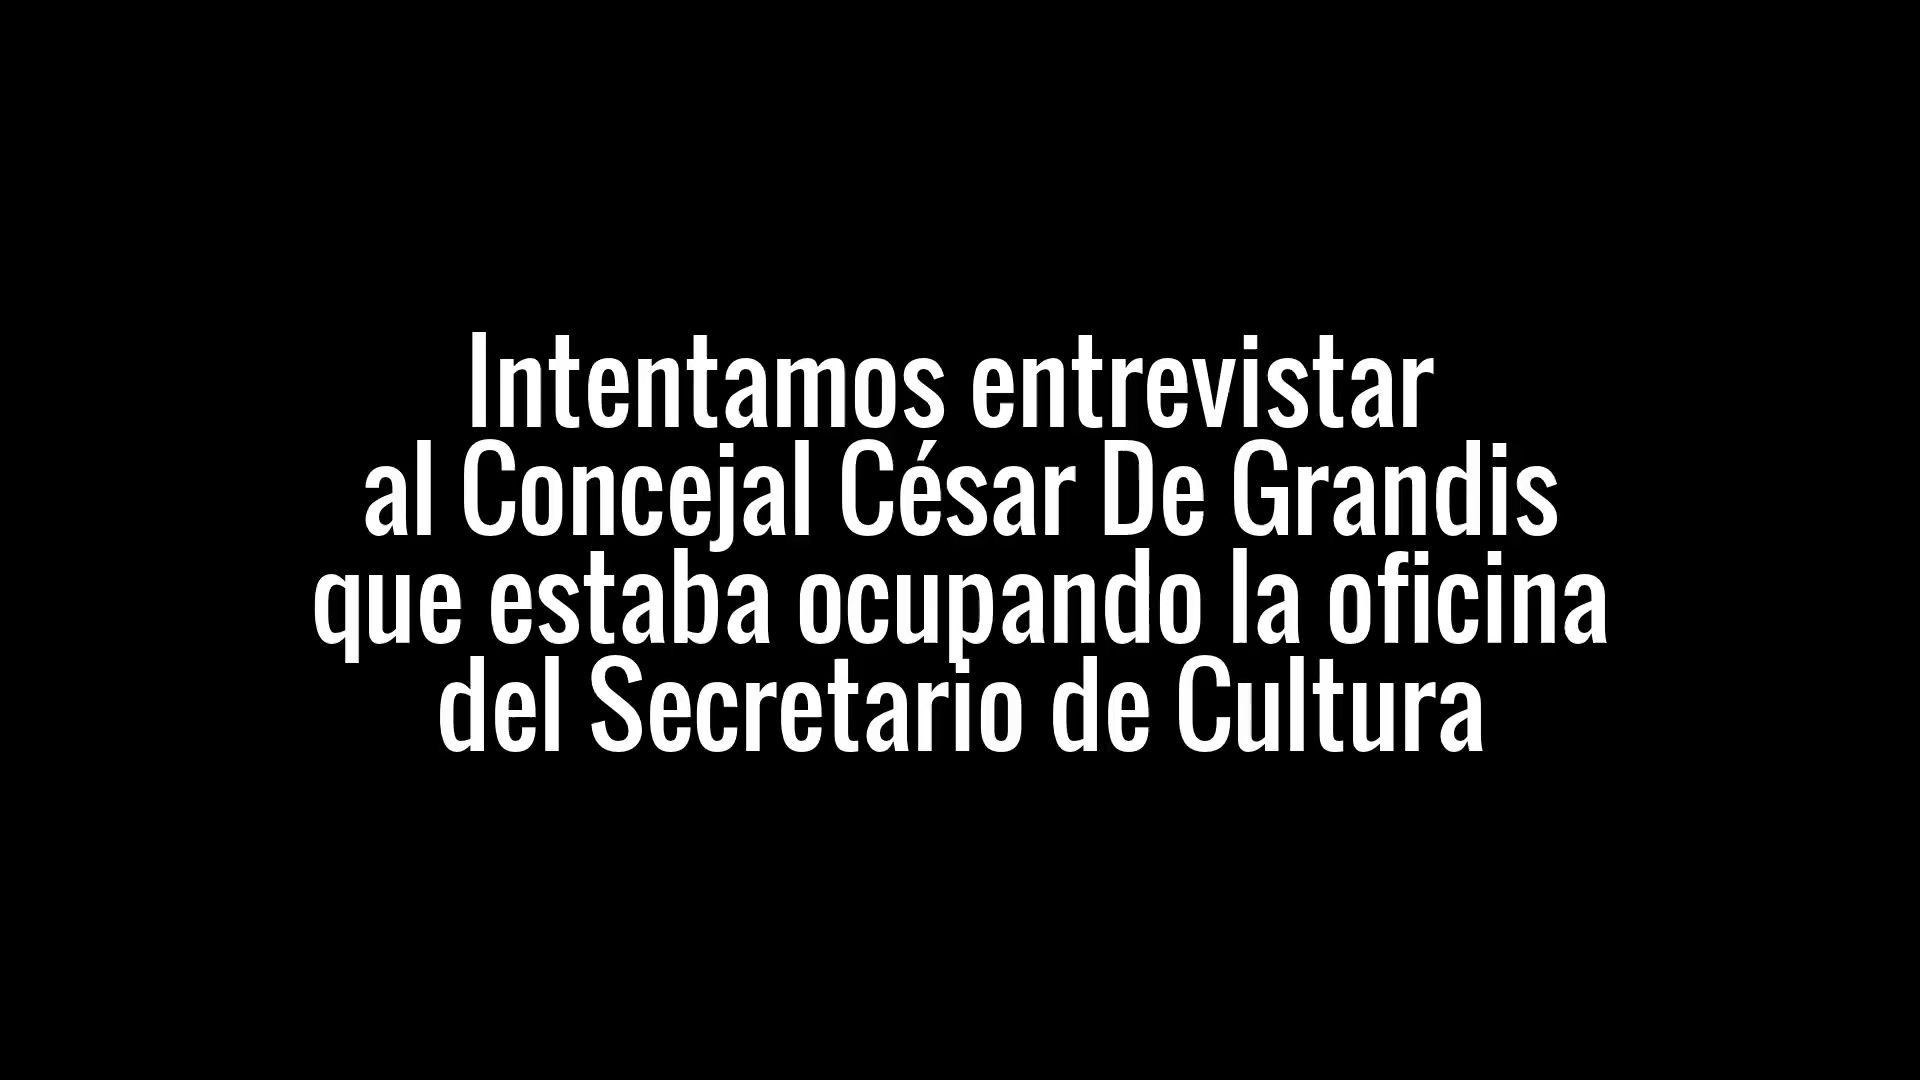 Intentamos entrevistar
al Concejal César De Grandis
que estaba ocupando la oficina
del Secretario de Cultura